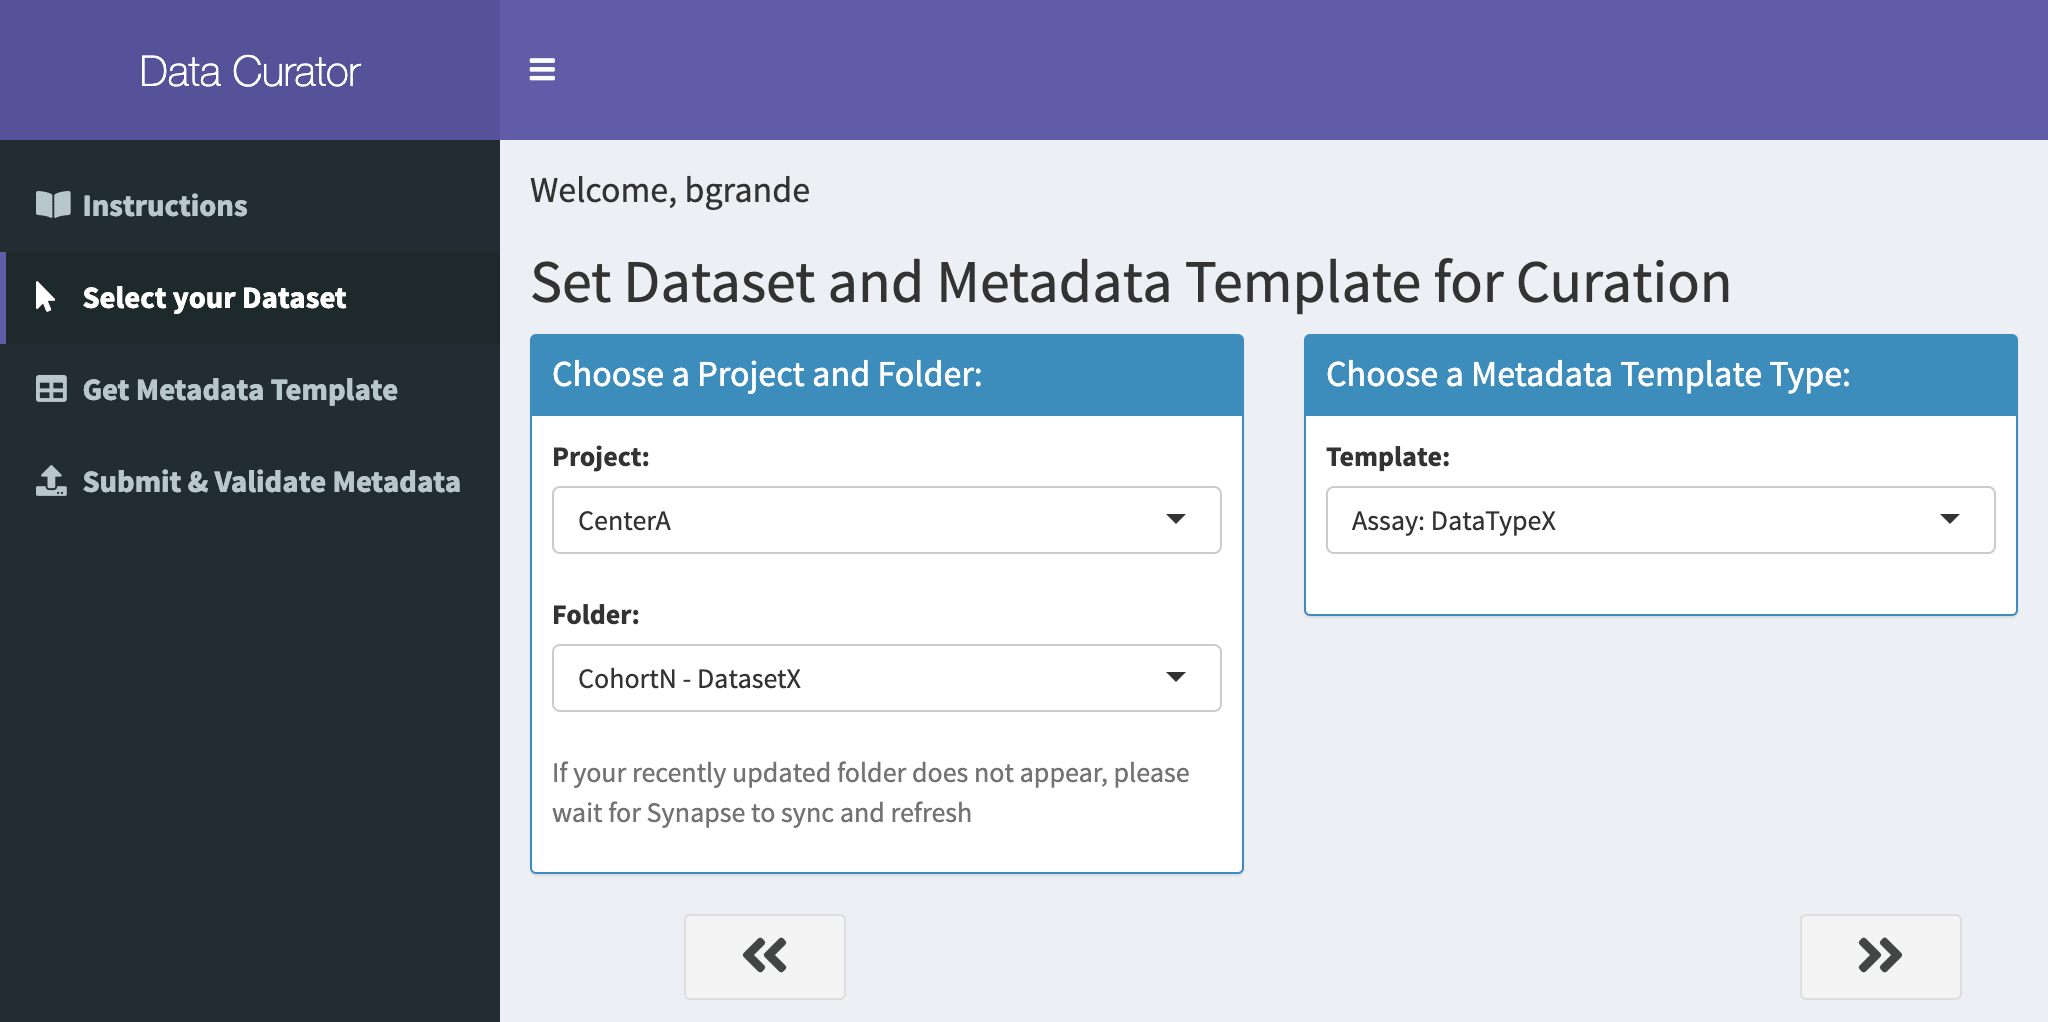 Data Curator
Instructions
Select your Dataset
Get Metadata Template
Submit & Validate Metadata
Welcome, bgrande
Set Dataset and Metadata Template for Curation
Choose a Project and Folder:
Project:
CenterA
Folder:
CohortN - DatasetX
If your recently updated folder does not appear, please
wait for Synapse to sync and refresh
Choose a Metadata Template Type:
Template:
Assay: DataTypeX